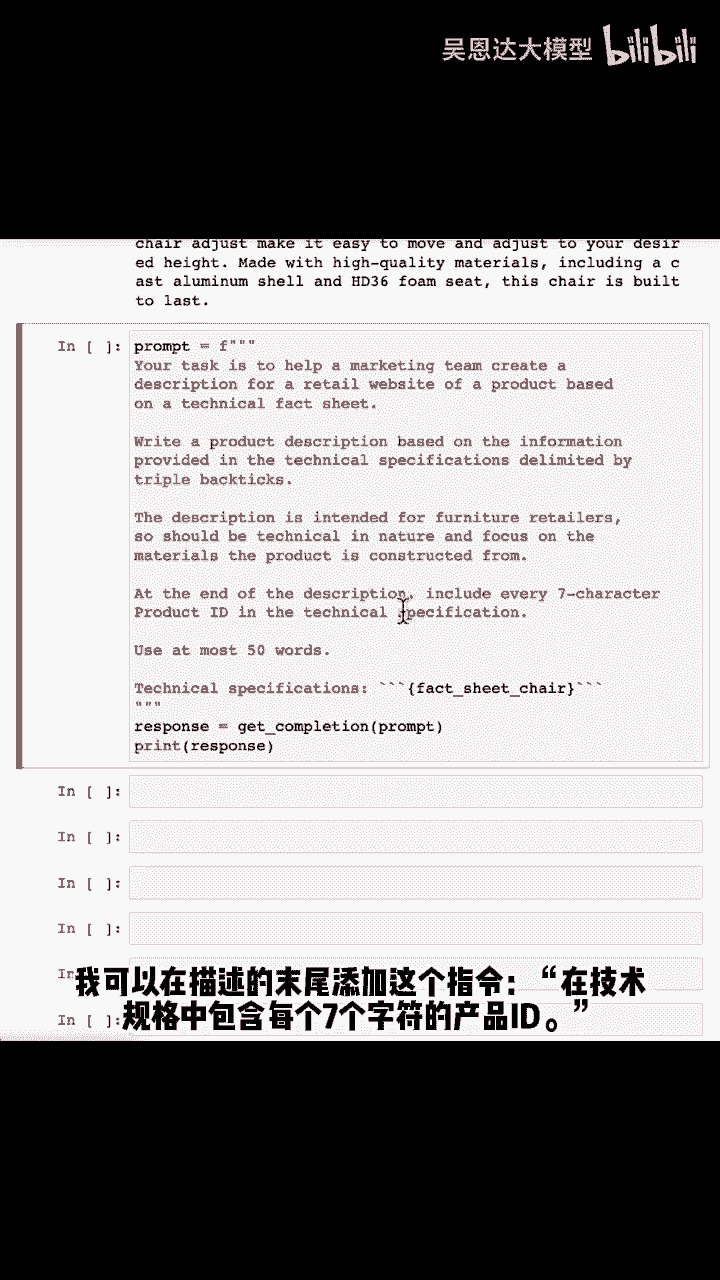 吴恩达大模型 bilibili
chair adjust make it easy to move and adjust to your desir
ed height. Made with high-quality materials, including a c
ast aluminum shell and HD36 foam seat, this chair is built
to last.
In [ ]: prompt = f"""
Your task is to help a marketing team create a
description for a retail website of a product based
on a technical fact sheet.
Write a product description based on the information
provided in the technical specifications delimited by
triple backticks.
The description is intended for furniture retailers,
so should be technical in nature and focus on the
materials the product is constructed from.
At the end of the description, include every 7-character
Product ID in the technical specification.
Use at most 50 words.
Technical specifications: ```{fact_sheet_chair}```
"""
response = get_completion(prompt)
print(response)
In [ ]:
In [ ]:
In [ ]:
In [ ]:
In
我可以在描述的末尾添加这个指令：“在技术
In [ ]:
规格中包含每个7个字符的产品ID。”